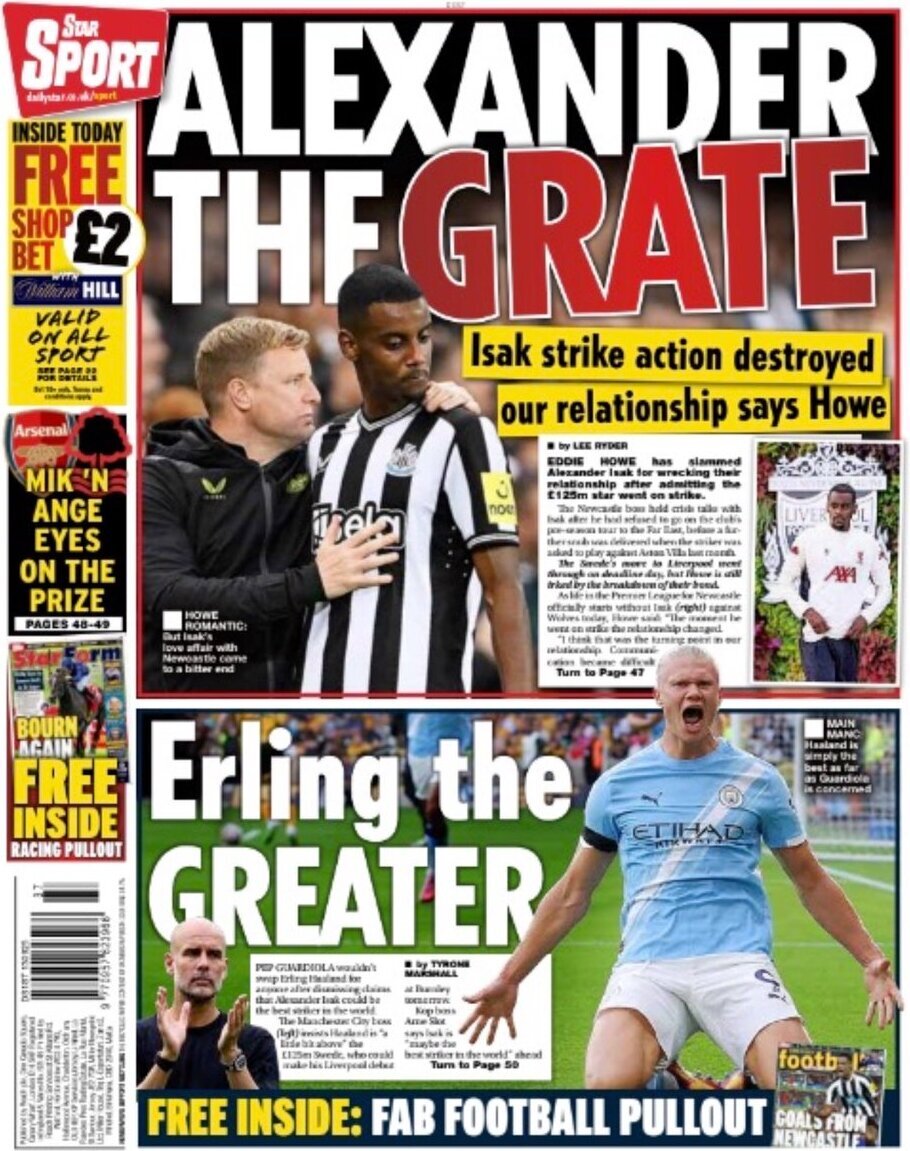 STAR
SPORT
dailystar.co.uk/sport
ALEXANDER
THE GRATE
INSIDE TODAY
FREE
SHOP
BET
£2
WITH
William HILL
VALID
ON ALL
SPORT
FOR DETAILS
Isak strike action destroyed
our relationship says Howe
Arsenal
MIK 'N
ANGE
EYES
ON THE
PRIZE
PAGES 48-49
■ by LEE RYDER
EDDIE HOWE has slammed
Alexander Isak for wrecking their
relationship after admitting the
£125m star went on strike.
The Newcastle boss held crisis talks with
Isak after he had refused to go on the club's
pre-season tour to the Far East, before a fur-
ther snub was delivered when the striker was
asked to play against Aston Villa last month.
The Swede's move to Liverpool went
through on deadline day, but Howe is still
irked by the breakdown of their bond.
As life in the Premier League for Newcastle
officially starts without Isak (right) against
Wolves today, Howe said: "The moment he
went on strike the relationship changed.
"I think that was the turning point in our
relationship. Communi-
cation became difficult
Turn to Page 47
LIVERPOOL
AXA
noon
HOWE
ROMANTIC:
But Isak's
love affair with
Newcastle came
to a bitter end
StarForm
BOURN
AGAIN
FREE
INSIDE
RACING PULLOUT
Erling the
GREATER
MAIN
MANC:
Haaland is
simply the
best as far
as Guardiola
is concerned
ETIHAD
AIRWAYS
PEP GUARDIOLA wouldn't
swap Erling Haaland for
anyone after dismissing claims
that Alexander Isak could be
the best striker in the world.
The Manchester City boss
(left) insists Haaland is "a
little bit above" the
£125m Swede, who could
make his Liverpool debut
■ by TYRONE
MARSHALL
at Burnley
tomorrow.
Kop boss
Arne Slot
says Isak is
"maybe the
best striker in the world" ahead
Turn to Page 50
37
9 770957 623966
FREE INSIDE: FAB FOOTBALL PULLOUT
football
GOALS FROM
NEWCASTLE